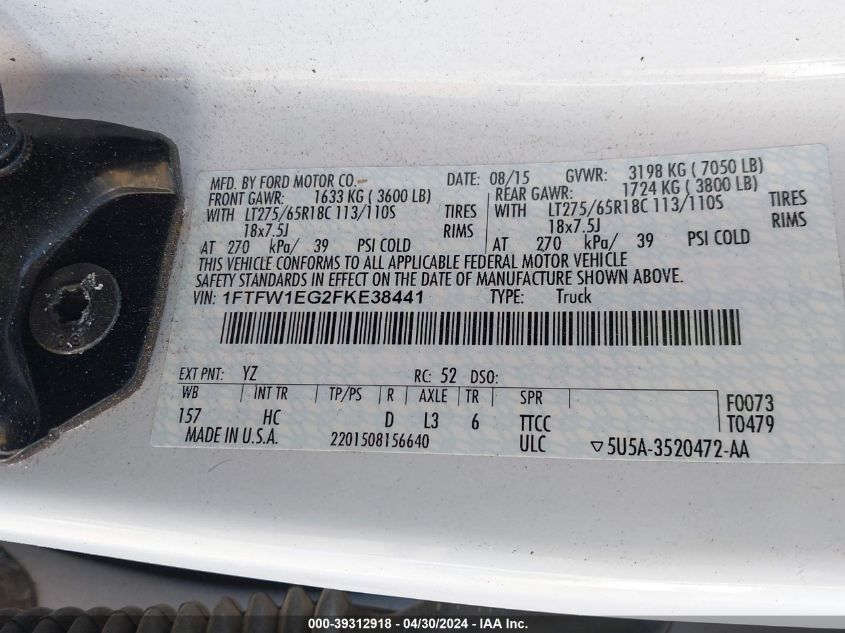 MFD. BY FORD MOTOR CO. DATE: 08/15 GVWR: 3198 KG ( 7050 LB)
FRONT GAWR: 1633 KG ( 3600 LB) REAR GAWR: 1724 KG ( 3800 LB)
WITH LT275/65R18C 113/110S TIRES WITH LT275/65R18C 113/110S TIRES
18x7.5J RIMS 18x7.5J RIMS
AT 270 kPa/ 39 PSI COLD AT 270 kPa/ 39 PSI COLD
THIS VEHICLE CONFORMS TO ALL APPLICABLE FEDERAL MOTOR VEHICLE
SAFETY STANDARDS IN EFFECT ON THE DATE OF MANUFACTURE SHOWN ABOVE.
VIN: 1FTFW1EG2FKE38441 TYPE: Truck
EXT PNT: YZ RC: 52 DSO:
WB INT TR TP/PS R AXLE TR SPR F0073
157 HC D L3 6 TTCC T0479
MADE IN U.S.A. 2201508156640 ULC ▽5U5A-3520472-AA
000-39312918 - 04/30/2024 - IAA Inc.